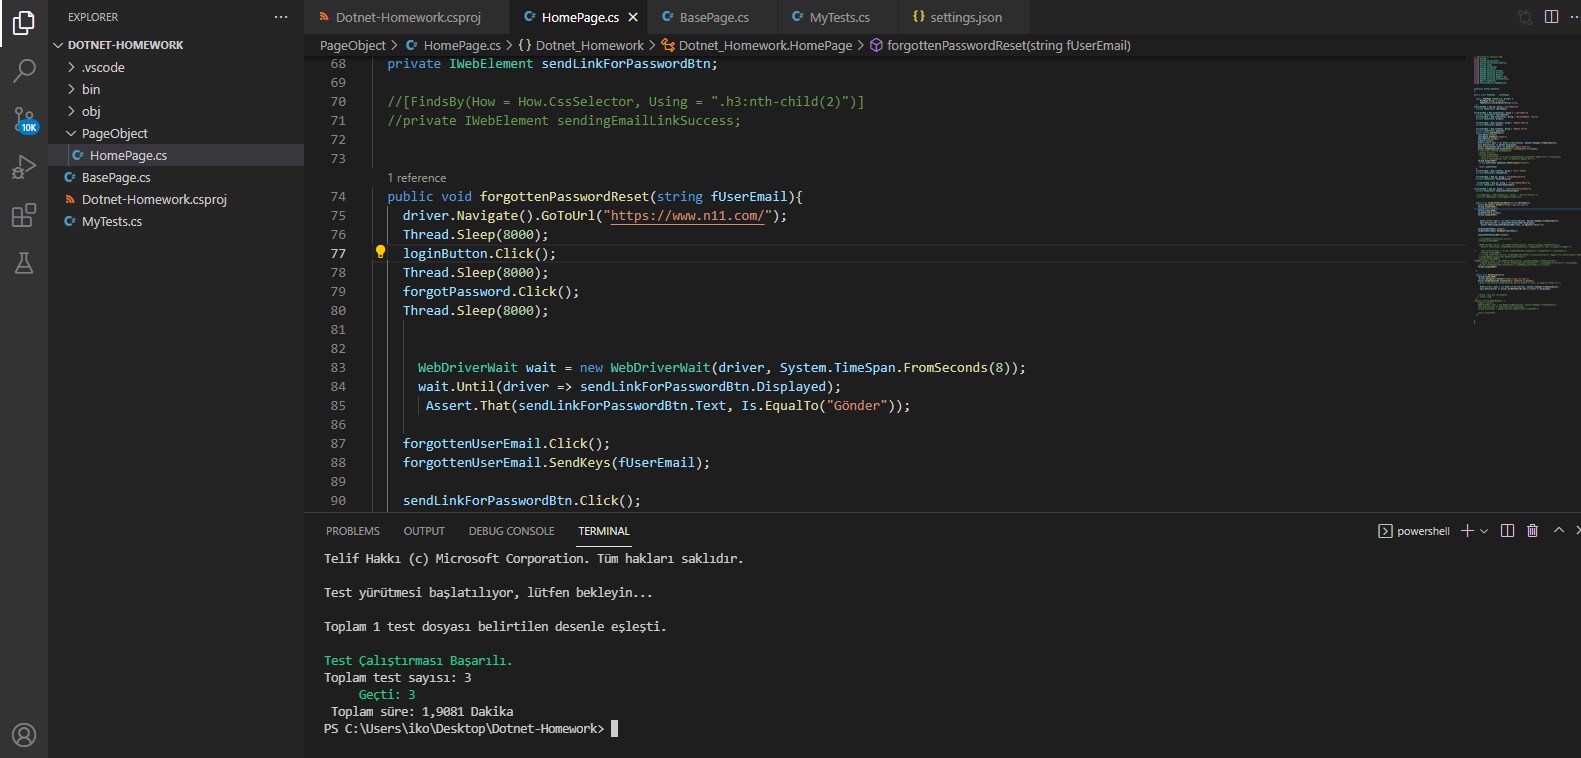 EXPLORER
DOTNET-HOMEWORK
.vscode
bin
obj
PageObject
HomePage.cs
BasePage.cs
Dotnet-Homework.csproj
MyTests.cs
10K
Dotnet-Homework.csproj HomePage.cs BasePage.cs MyTests.cs settings.json
PageObject > HomePage.cs > {} Dotnet_Homework > Dotnet_Homework.HomePage > forgottenPasswordReset(string fUserEmail)
68 private IWebElement sendLinkForPasswordBtn;
69
70 //[FindsBy(How = How.CssSelector, Using = ".h3:nth-child(2)")]
71 //private IWebElement sendingEmailLinkSuccess;
72
73
1 reference
74 public void forgottenPasswordReset(string fUserEmail){
75 driver.Navigate().GoToUrl("https://www.n11.com/");
76 Thread.Sleep(8000);
77 loginButton.Click();
78 Thread.Sleep(8000);
79 forgotPassword.Click();
80 Thread.Sleep(8000);
81
82
83 WebDriverWait wait = new WebDriverWait(driver, System.TimeSpan.FromSeconds(8));
84 wait.Until(driver => sendLinkForPasswordBtn.Displayed);
85 Assert.That(sendLinkForPasswordBtn.Text, Is.EqualTo("Gönder"));
86
87 forgottenUserEmail.Click();
88 forgottenUserEmail.SendKeys(fUserEmail);
89
90 sendLinkForPasswordBtn.Click();
PROBLEMS OUTPUT DEBUG CONSOLE TERMINAL
powershell
Telif Hakkı (c) Microsoft Corporation. Tüm hakları saklıdır.
Test yürütmesi başlatılıyor, lütfen bekleyin...
Toplam 1 test dosyası belirtilen desenle eşleşti.
Test Çalıştırması Başarılı.
Toplam test sayısı: 3
Geçti: 3
Toplam süre: 1,9081 Dakika
PS C:\Users\iko\Desktop\Dotnet-Homework>